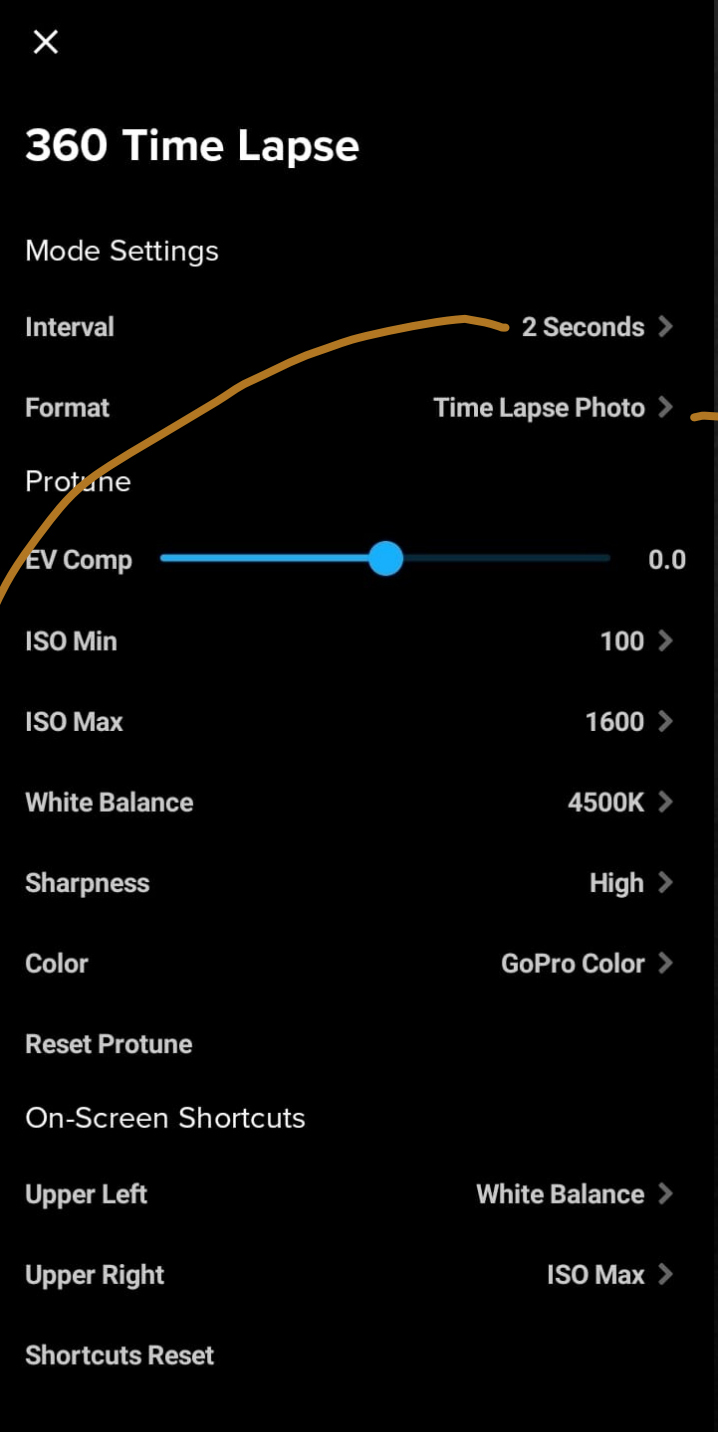 360 Time Lapse
Mode Settings
Interval 2 Seconds
Format Time Lapse Photo
Protune
EV Comp 0.0
ISO Min 100
ISO Max 1600
White Balance 4500K
Sharpness High
Color GoPro Color
Reset Protune
On-Screen Shortcuts
Upper Left White Balance
Upper Right ISO Max
Shortcuts Reset